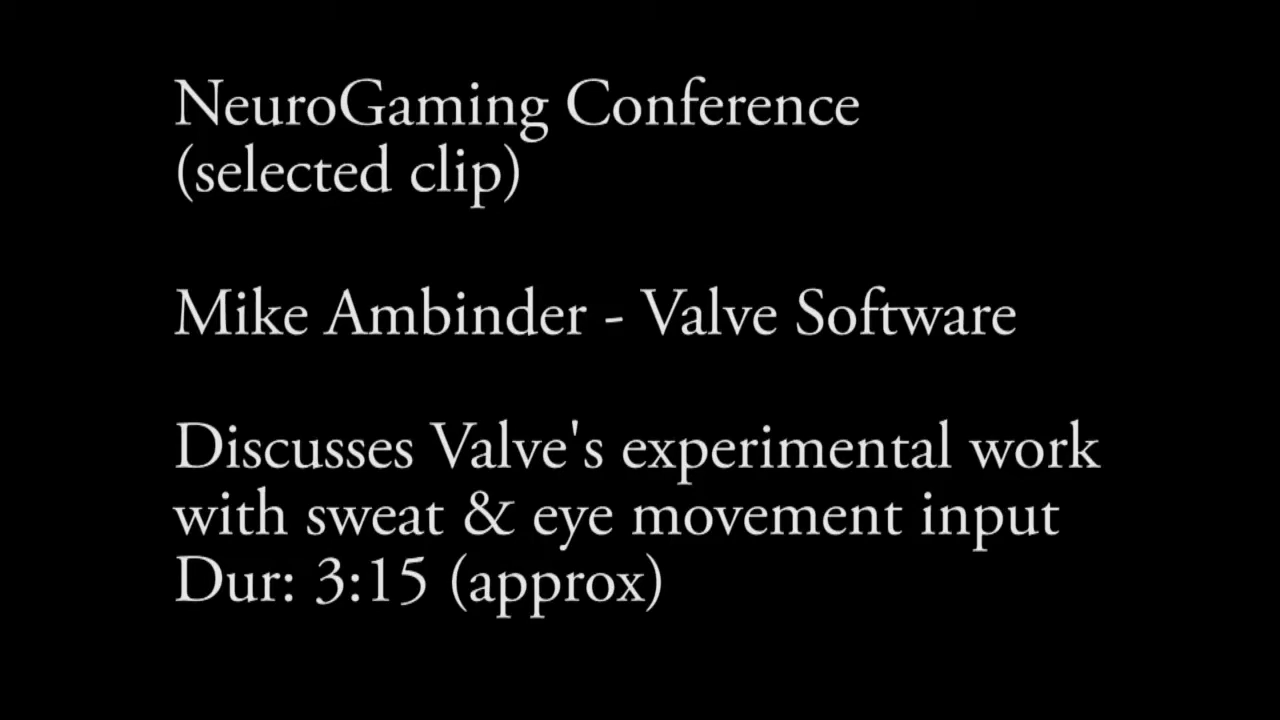 NeuroGaming Conference
(selected clip)
Mike Ambinder - Valve Software
Discusses Valve's experimental work
with sweat & eye movement input
Dur: 3:15 (approx)